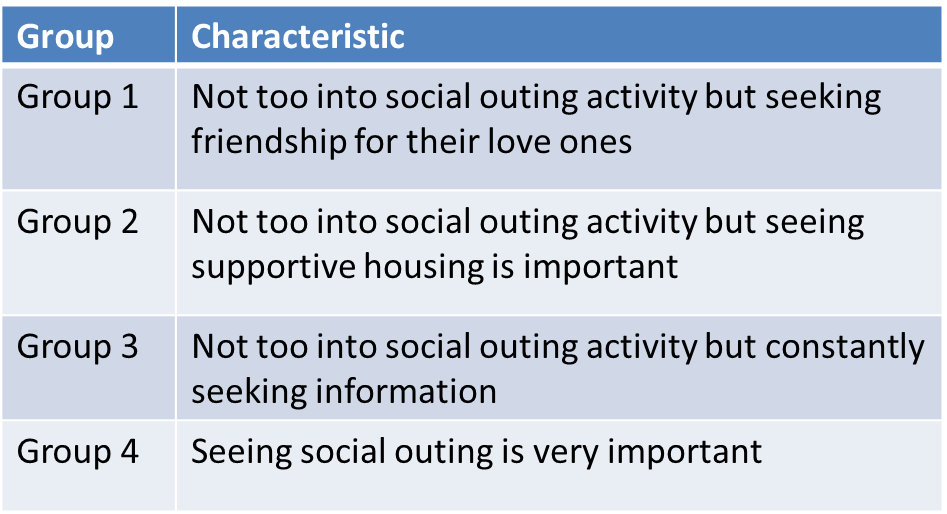 Group Characteristic
Group 1 Not too into social outing activity but seeking
friendship for their love ones
Group 2 Not too into social outing activity but seeing
supportive housing is important
Group 3 Not too into social outing activity but constantly
seeking information
Group 4 Seeing social outing is very important